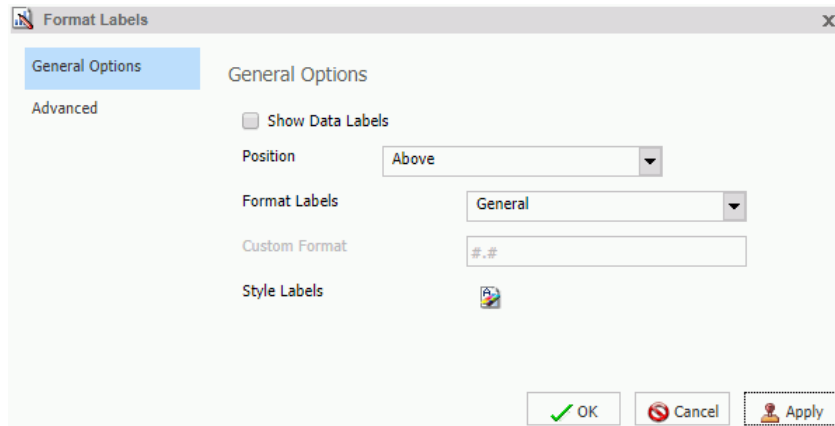 Format Labels x
General Options
Advanced
General Options
Show Data Labels
Position Above
Format Labels General
Custom Format #.#
Style Labels
OK Cancel Apply